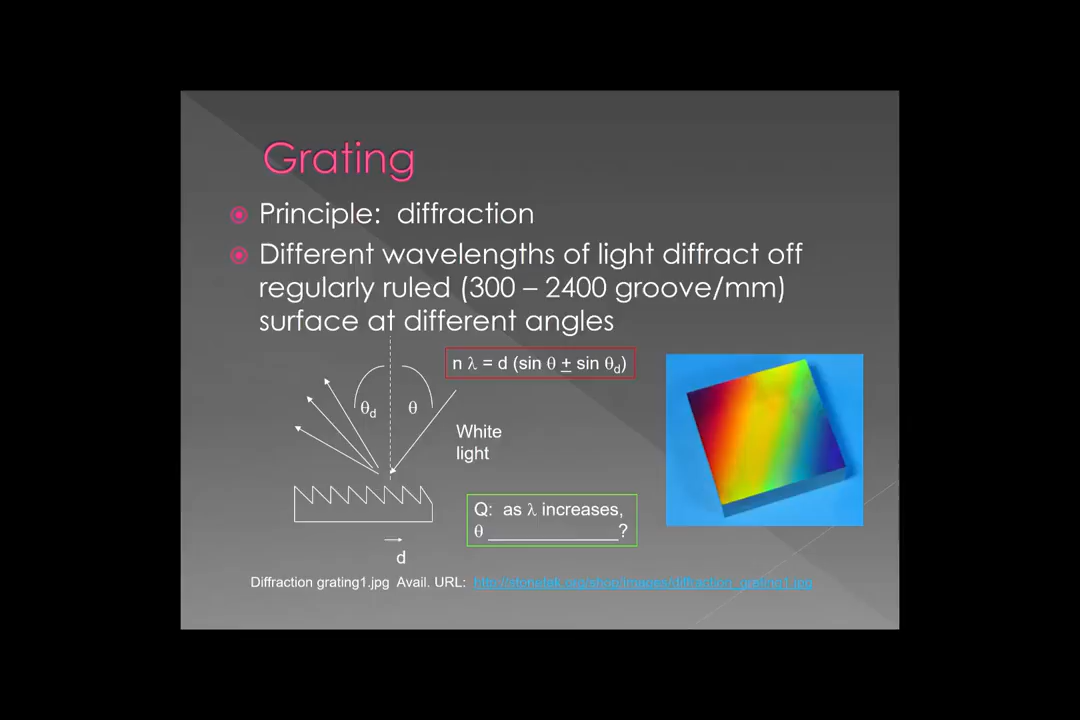 Grating
Principle: diffraction
Different wavelengths of light diffract off
regularly ruled (300 – 2400 groove/mm)
surface at different angles
n λ = d (sin θ ± sin θd)
θd
θ
White
light
Q: as λ increases,
θ _____________?
d
Diffraction grating1.jpg Avail. URL: